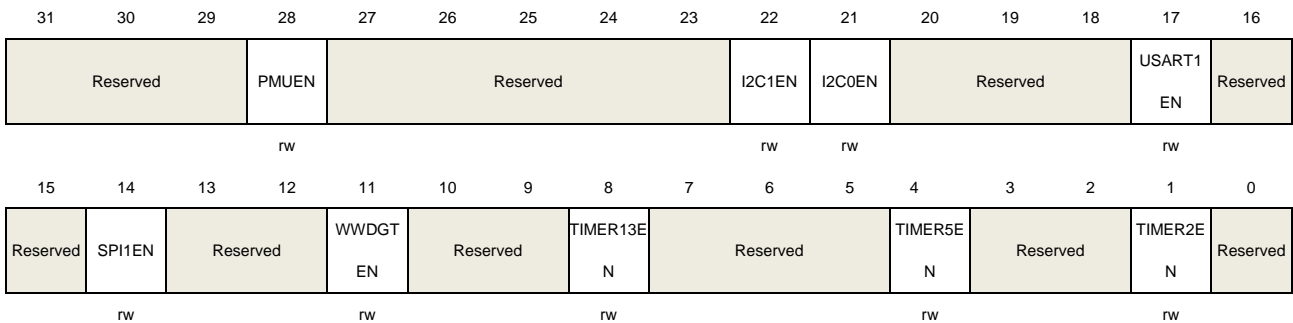 31 30 29 28 27 26 25 24 23 22 21 20 19 18 17 16
Reserved PMUEN Reserved I2C1EN I2C0EN Reserved USART1
EN Reserved
rw rw rw rw
15 14 13 12 11 10 9 8 7 6 5 4 3 2 1 0
Reserved SPI1EN Reserved WWDGT
EN Reserved TIMER13E
N Reserved TIMER5E
N Reserved TIMER2E
N Reserved
rw rw rw rw rw